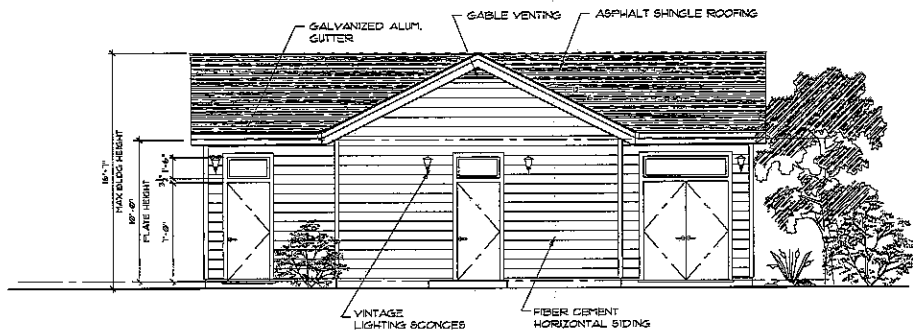 GABLE VENTING
ASPHALT SHINGLE ROOFING
GALVANIZED ALUM.
GUTTER
16'-7"
MAX BLDG HEIGHT
10'-0"
PLATE HEIGHT
1'-6"
7'-0"
VINTAGE
LIGHTING SCONCES
FIBER CEMENT
HORIZONTAL SIDING